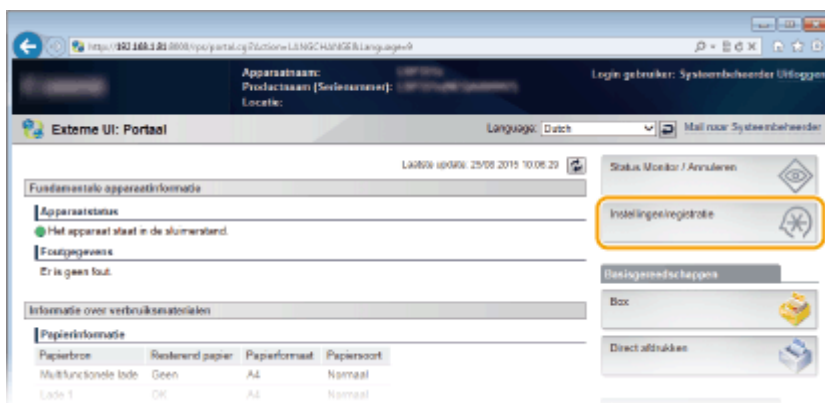 Apparaatnaam:
Productnaam (Serienummer):
Locatie:
Login gebruiker: Systeembeheerder Uitloggen
Externe UI: Portaal
Language: Dutch
Mail naar Systeembeheerder
Laatste update: 25/08 2015 10:06:29
Fundamentele apparaatinformatie
Apparaatstatus
Het apparaat staat in de sluimerstand.
Foutgegevens
Er is geen fout.
Informatie over verbruiksmaterialen
Papierinformatie
Papierbron Resterend papier Papierformaat Papiersoort
Multifunctionele lade Geen A4 Normaal
Lade 1 OK A4 Normaal
Status Monitor / Annuleren
Instellingen/registratie
Basisgereedschappen
Box
Direct afdrukken